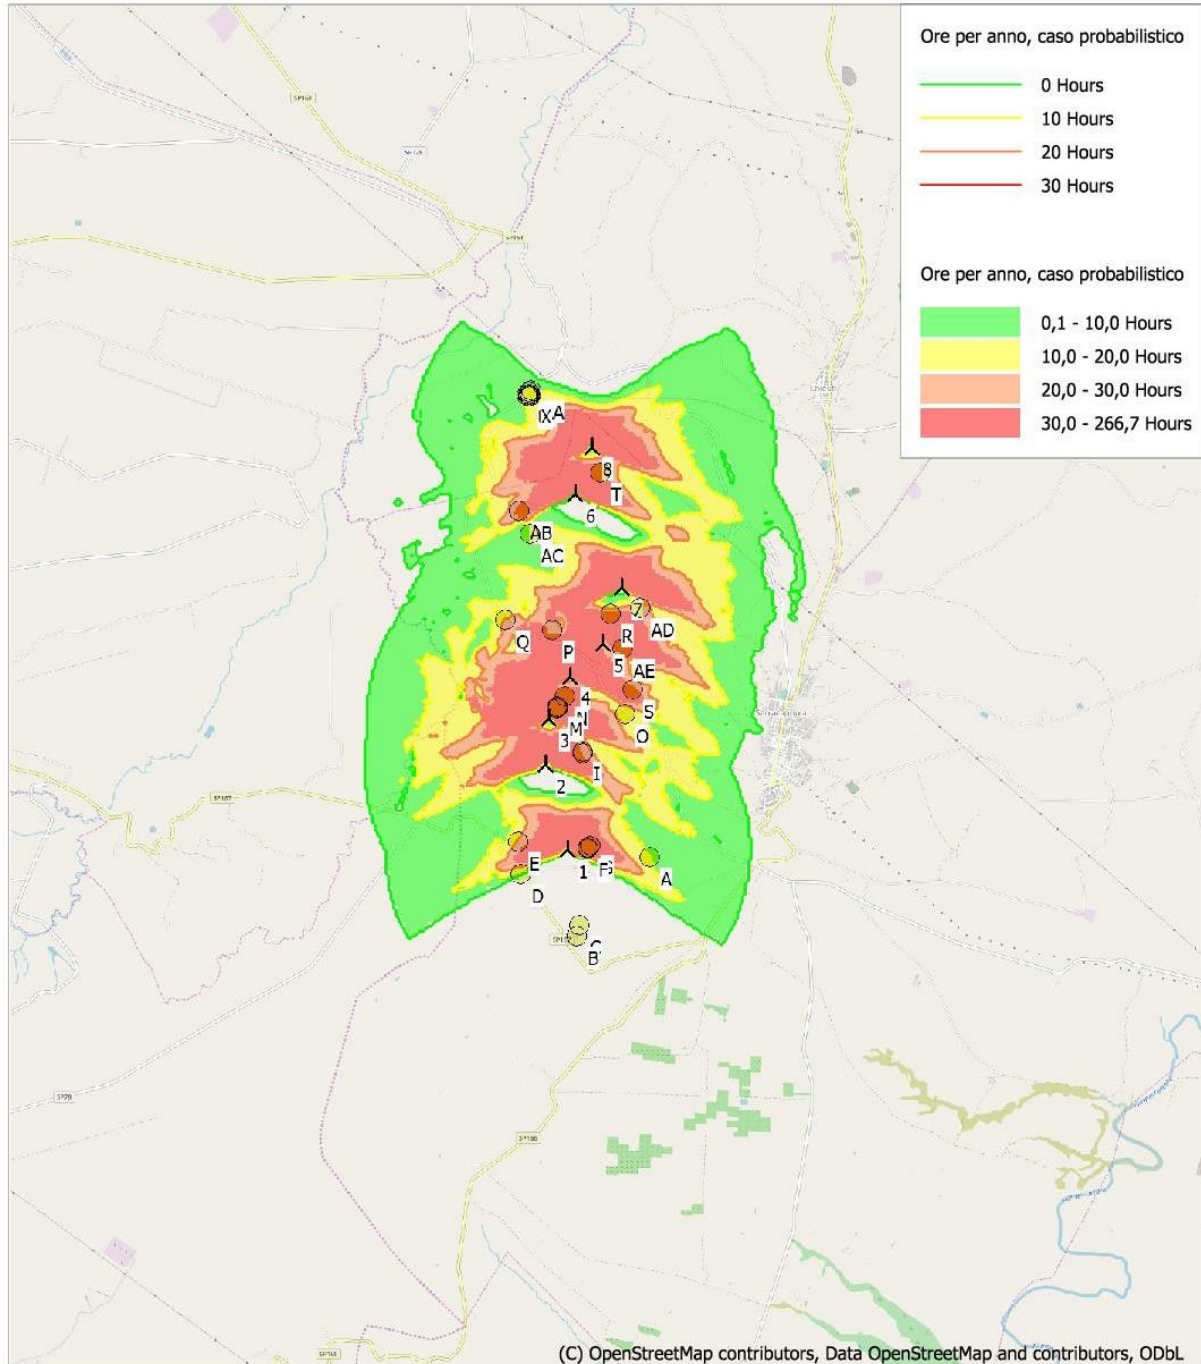 Ore per anno, caso probabilistico
0 Hours
10 Hours
20 Hours
30 Hours
Ore per anno, caso probabilistico
0,1 - 10,0 Hours
10,0 - 20,0 Hours
20,0 - 30,0 Hours
30,0 - 266,7 Hours
8
T
6
AB
AC
7
AD
Q
R
P
5
AE
4
S
M
O
3
I
2
E
1
F
A
D
B
SP157
(C) OpenStreetMap contributors, Data OpenStreetMap and contributors, ODbL